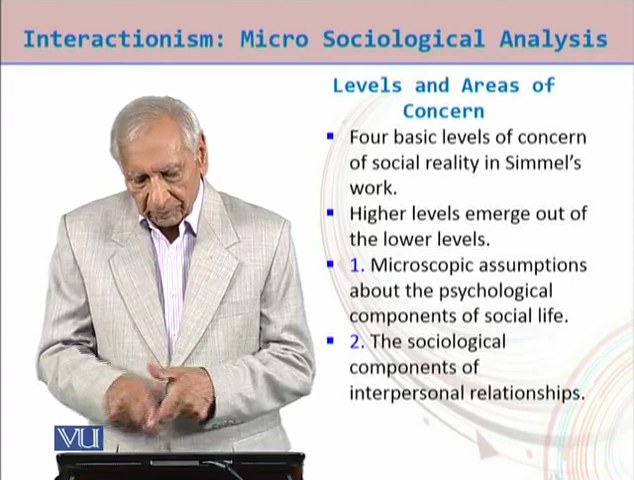 Interactionism: Micro Sociological Analysis
Levels and Areas of
Concern
Four basic levels of concern
of social reality in Simmel's
work.
Higher levels emerge out of
the lower levels.
1. Microscopic assumptions
about the psychological
components of social life.
2. The sociological
components of
interpersonal relationships.
VU